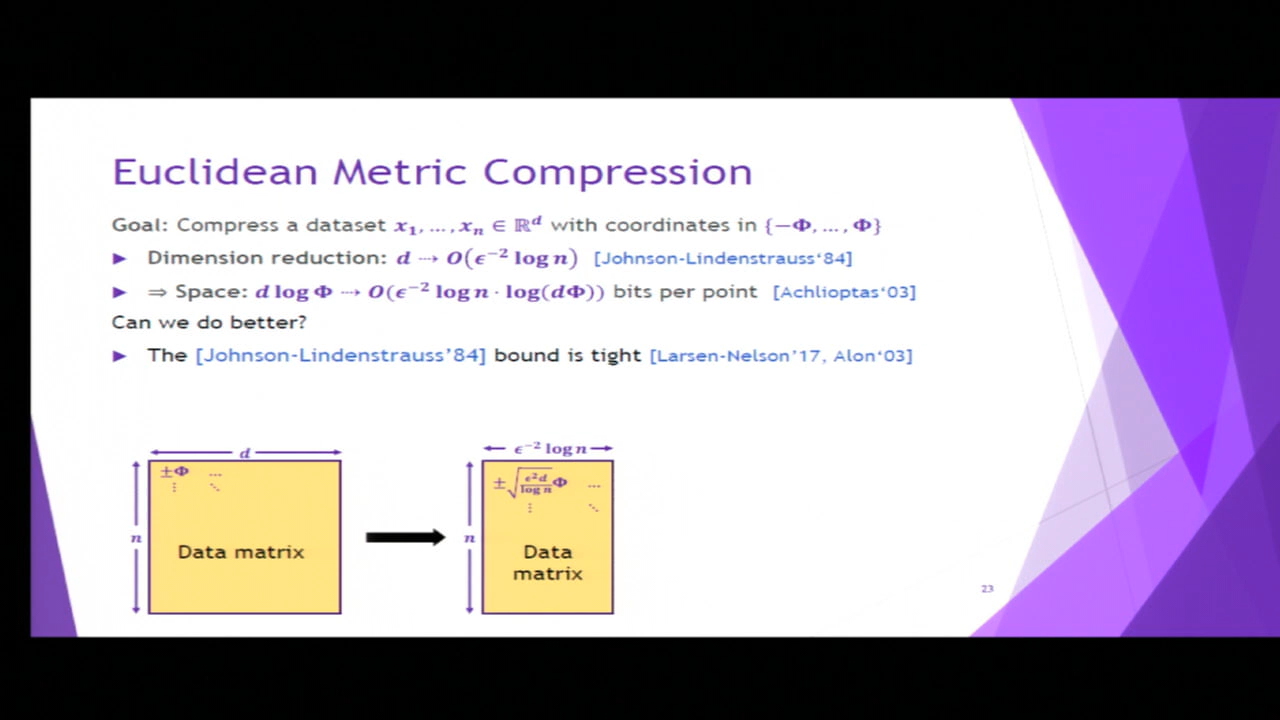 Euclidean Metric Compression
Goal: Compress a dataset x₁, …, xₙ ∈ ℝᵈ with coordinates in {−Φ, …, Φ}
► Dimension reduction: d ⇢ O(ϵ⁻² log n) [Johnson-Lindenstrauss‘84]
► ⇒ Space: d log Φ ⇢ O(ϵ⁻² log n · log(dΦ)) bits per point [Achlioptas‘03]
Can we do better?
► The [Johnson-Lindenstrauss’84] bound is tight [Larsen-Nelson’17, Alon‘03]
d
±Φ …
⋮ ⋱
n
Data matrix
ϵ⁻² log n
±√(ϵ²d / log n) Φ …
⋮ ⋱
n
Data
matrix
23